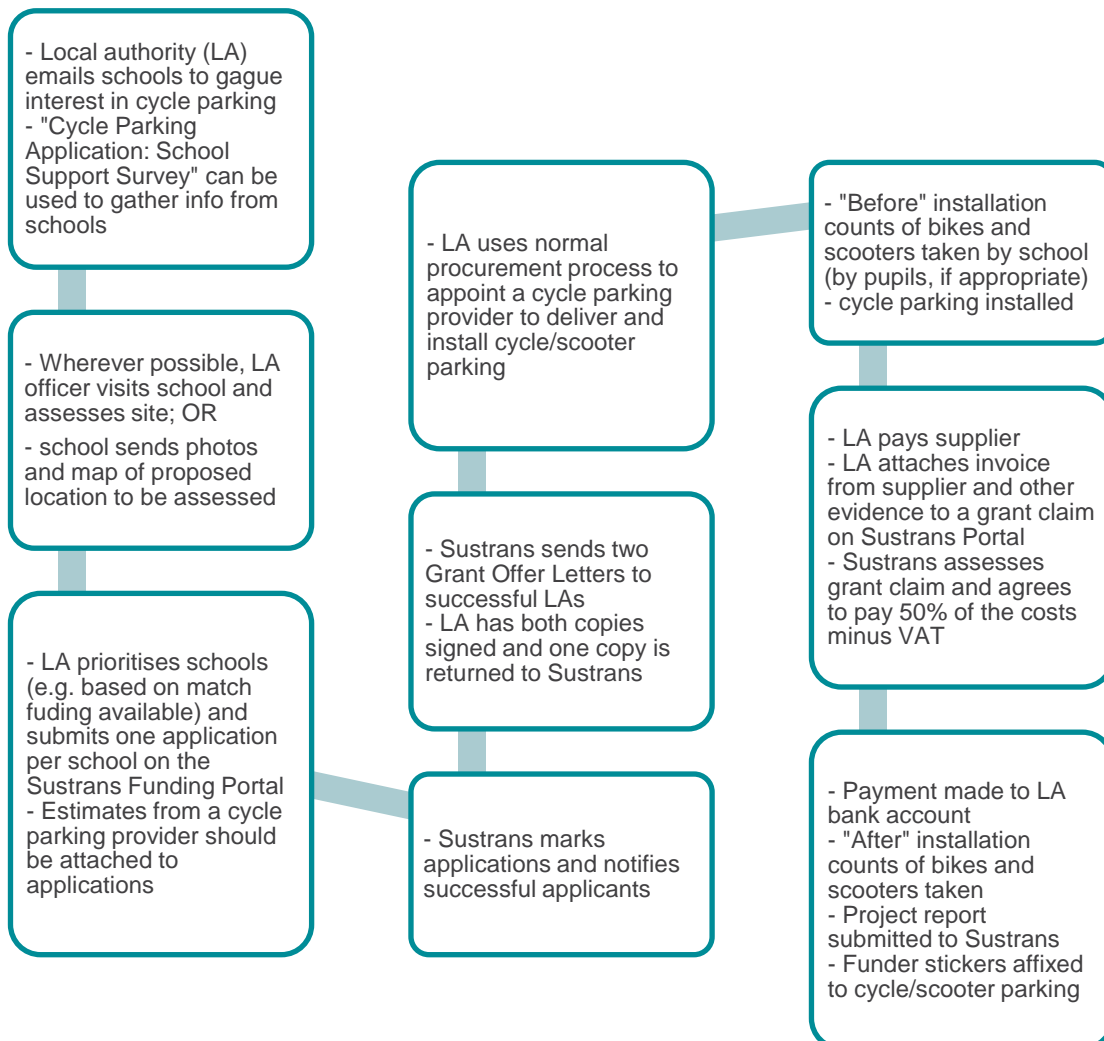 - Local authority (LA)
emails schools to gague
interest in cycle parking
- "Cycle Parking
Application: School
Support Survey" can be
used to gather info from
schools
- Wherever possible, LA
officer visits school and
assesses site; OR
- school sends photos
and map of proposed
location to be assessed
- LA prioritises schools
(e.g. based on match
fuding available) and
submits one application
per school on the
Sustrans Funding Portal
- Estimates from a cycle
parking provider should
be attached to
applications
- Sustrans marks
applications and notifies
successful applicants
- Sustrans sends two
Grant Offer Letters to
successful LAs
- LA has both copies
signed and one copy is
returned to Sustrans
- LA uses normal
procurement process to
appoint a cycle parking
provider to deliver and
install cycle/scooter
parking
- "Before" installation
counts of bikes and
scooters taken by school
(by pupils, if appropriate)
- cycle parking installed
- LA pays supplier
- LA attaches invoice
from supplier and other
evidence to a grant claim
on Sustrans Portal
- Sustrans assesses
grant claim and agrees
to pay 50% of the costs
minus VAT
- Payment made to LA
bank account
- "After" installation
counts of bikes and
scooters taken
- Project report
submitted to Sustrans
- Funder stickers affixed
to cycle/scooter parking